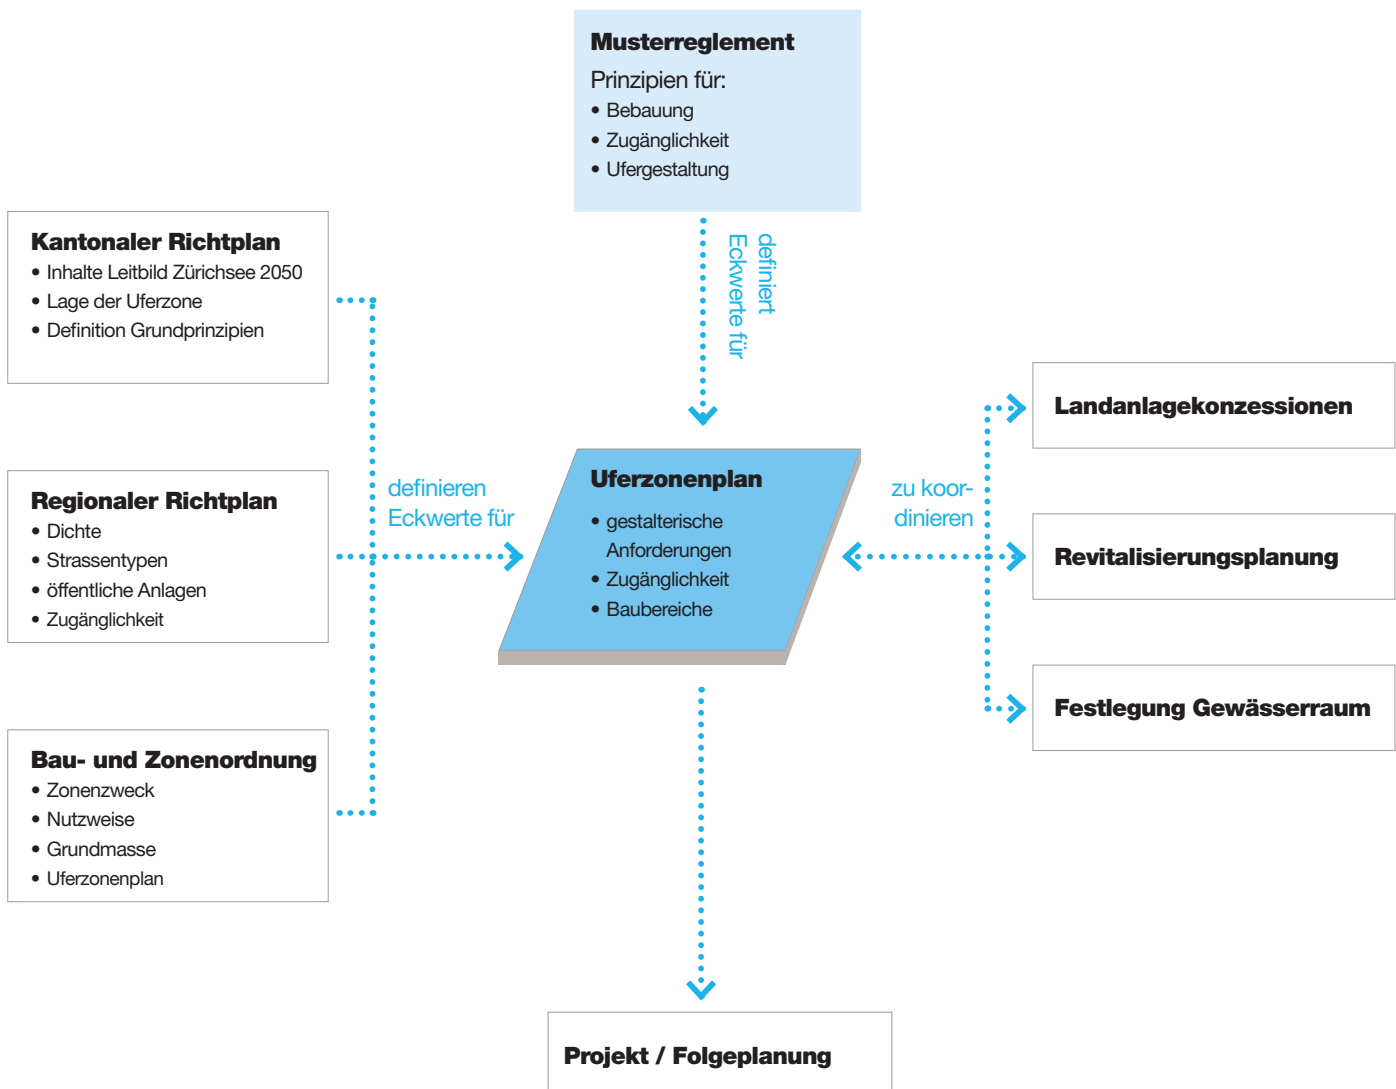 Musterreglement
Prinzipien für:
• Bebauung
• Zugänglichkeit
• Ufergestaltung
Kantonaler Richtplan
• Inhalte Leitbild Zürichsee 2050
• Lage der Uferzone
• Definition Grundprinzipien
definiert
Eckwerte für
Regionaler Richtplan
• Dichte
• Strassentypen
• öffentliche Anlagen
• Zugänglichkeit
definieren
Eckwerte für
Uferzonenplan
• gestalterische
Anforderungen
• Zugänglichkeit
• Baubereiche
zu koor-
dinieren
Landanlagekonzessionen
Revitalisierungsplanung
Festlegung Gewässerraum
Bau- und Zonenordnung
• Zonenzweck
• Nutzweise
• Grundmasse
• Uferzonenplan
Projekt / Folgeplanung